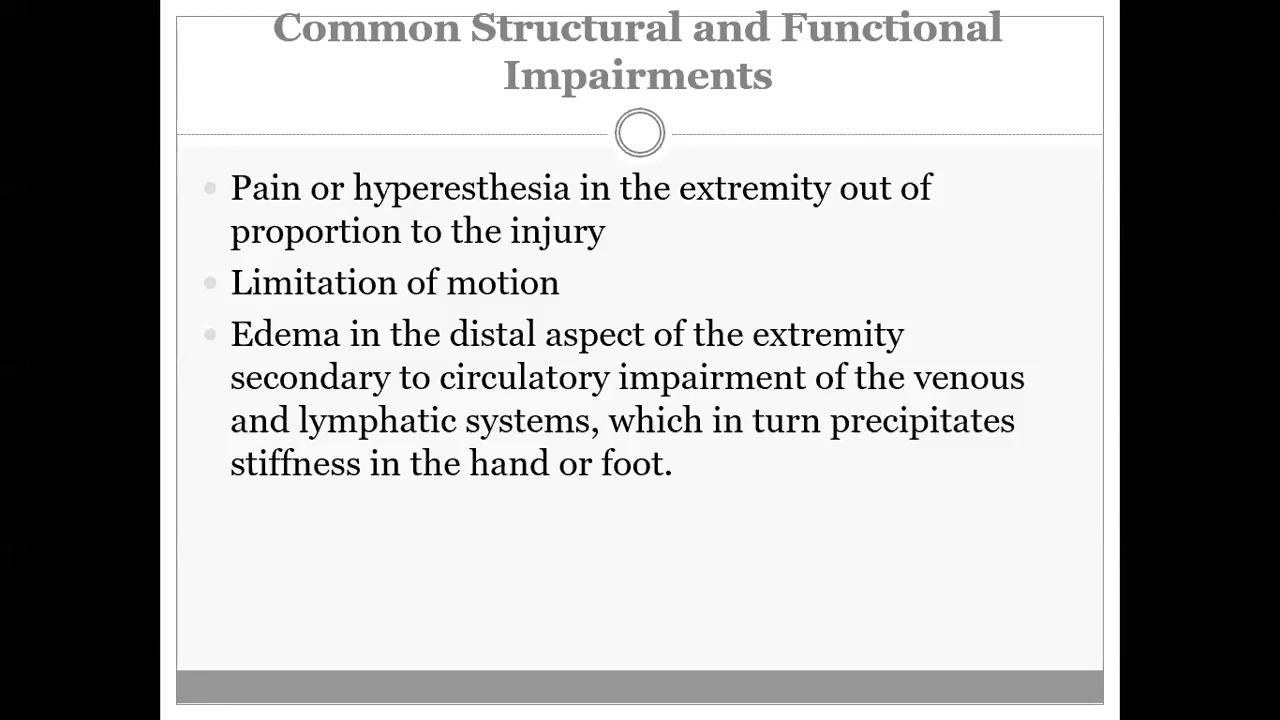 Common Structural and Functional
Impairments
Pain or hyperesthesia in the extremity out of
proportion to the injury
Limitation of motion
Edema in the distal aspect of the extremity
secondary to circulatory impairment of the venous
and lymphatic systems, which in turn precipitates
stiffness in the hand or foot.